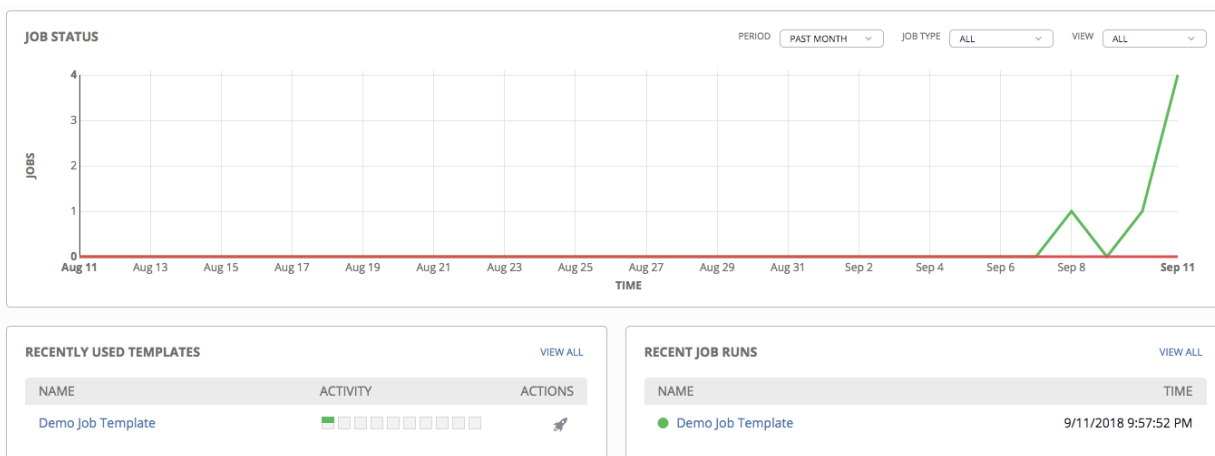 JOB STATUS
PERIOD PAST MONTH JOB TYPE ALL VIEW ALL
4
3
2
1
0
JOBS
Aug 11 Aug 13 Aug 15 Aug 17 Aug 19 Aug 21 Aug 23 Aug 25 Aug 27 Aug 29 Aug 31 Sep 2 Sep 4 Sep 6 Sep 8 Sep 11
TIME
RECENTLY USED TEMPLATES VIEW ALL
NAME ACTIVITY ACTIONS
Demo Job Template
RECENT JOB RUNS VIEW ALL
NAME TIME
Demo Job Template 9/11/2018 9:57:52 PM